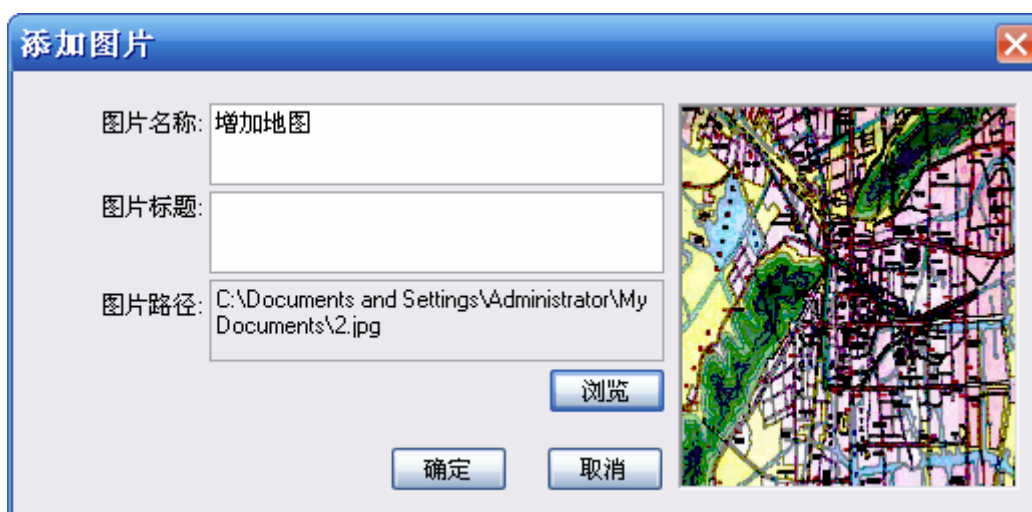 添加图片
图片名称: 增加地图
图片标题:
图片路径: C:\Documents and Settings\Administrator\My
Documents\2.jpg
浏览
确定 取消